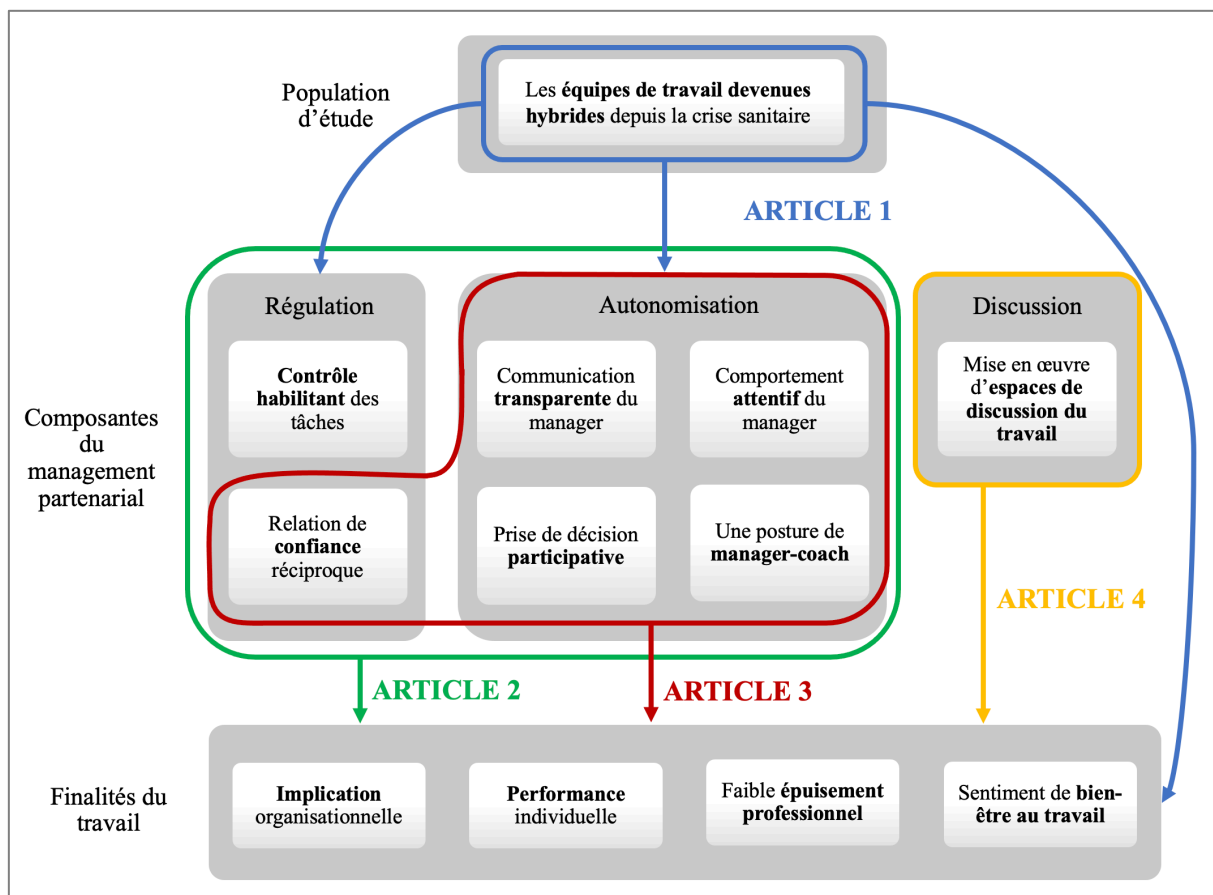 Population
d’étude
Les équipes de travail devenues
hybrides depuis la crise sanitaire
ARTICLE 1
Composantes
du
management
partenarial
Régulation
Contrôle
habilitant des
tâches
Relation de
confiance
réciproque
Autonomisation
Communication
transparente du
manager
Comportement
attentif du
manager
Prise de décision
participative
Une posture de
manager-coach
Discussion
Mise en œuvre
d’espaces de
discussion du
travail
ARTICLE 2
ARTICLE 3
ARTICLE 4
Finalités du
travail
Implication
organisationnelle
Performance
individuelle
Faible épuisement
professionnel
Sentiment de bien-
être au travail